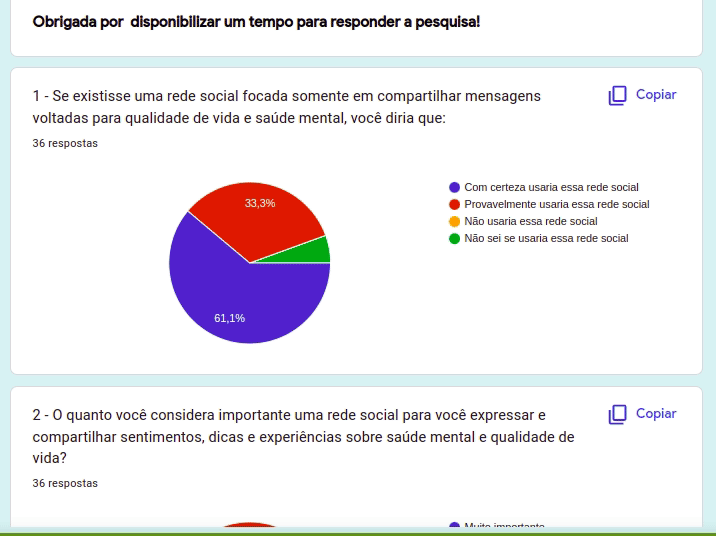 Obrigada por disponibilizar um tempo para responder a pesquisa!
1 - Se existisse uma rede social focada somente em compartilhar mensagens
voltadas para qualidade de vida e saúde mental, você diria que:
Copiar
36 respostas
33,3%
61,1%
Com certeza usaria essa rede social
Provavelmente usaria essa rede social
Não usaria essa rede social
Não sei se usaria essa rede social
2 - O quanto você considera importante uma rede social para você expressar e
compartilhar sentimentos, dicas e experiências sobre saúde mental e qualidade de
vida?
Copiar
36 respostas
Muito importante